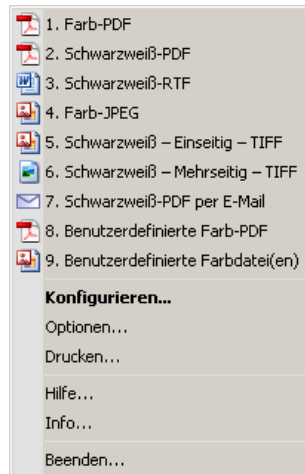 1. Farb-PDF
2. Schwarzweiß-PDF
3. Schwarzweiß-RTF
4. Farb-JPEG
5. Schwarzweiß – Einseitig – TIFF
6. Schwarzweiß – Mehrseitig – TIFF
7. Schwarzweiß-PDF per E-Mail
8. Benutzerdefinierte Farb-PDF
9. Benutzerdefinierte Farbdatei(en)
Konfigurieren...
Optionen...
Drucken...
Hilfe...
Info...
Beenden...